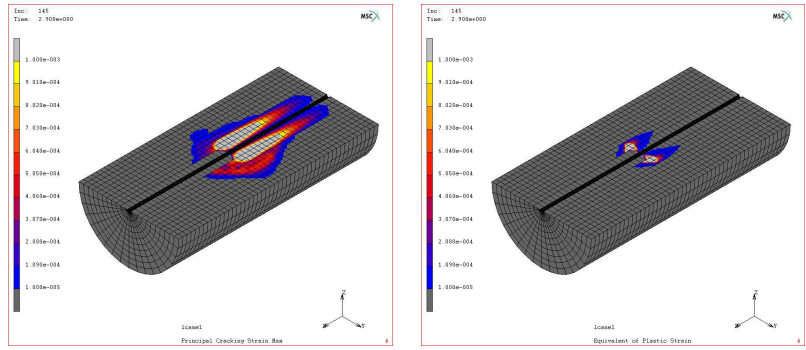 Inc: 145
Time: 2.908e+000
MSC
1.000e-003
9.010e-004
8.020e-004
7.030e-004
6.040e-004
5.050e-004
4.060e-004
3.070e-004
2.080e-004
1.090e-004
1.000e-005
lcase1
Principal Cracking Strain Max
Z
X
Y
4
Inc: 145
Time: 2.908e+000
MSC
1.000e-003
9.010e-004
8.020e-004
7.030e-004
6.040e-004
5.050e-004
4.060e-004
3.070e-004
2.080e-004
1.090e-004
1.000e-005
lcase1
Equivalent of Plastic Strain
Z
X
Y
4